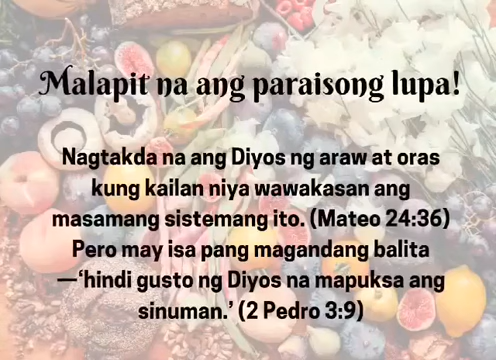 Malapit na ang paraisong lupa!
Nagtakda na ang Diyos ng araw at oras
kung kailan niya wawakasan ang
masamang sistemang ito. (Mateo 24:36)
Pero may isa pang magandang balita
—‘hindi gusto ng Diyos na mapuksa ang
sinuman.’ (2 Pedro 3:9)